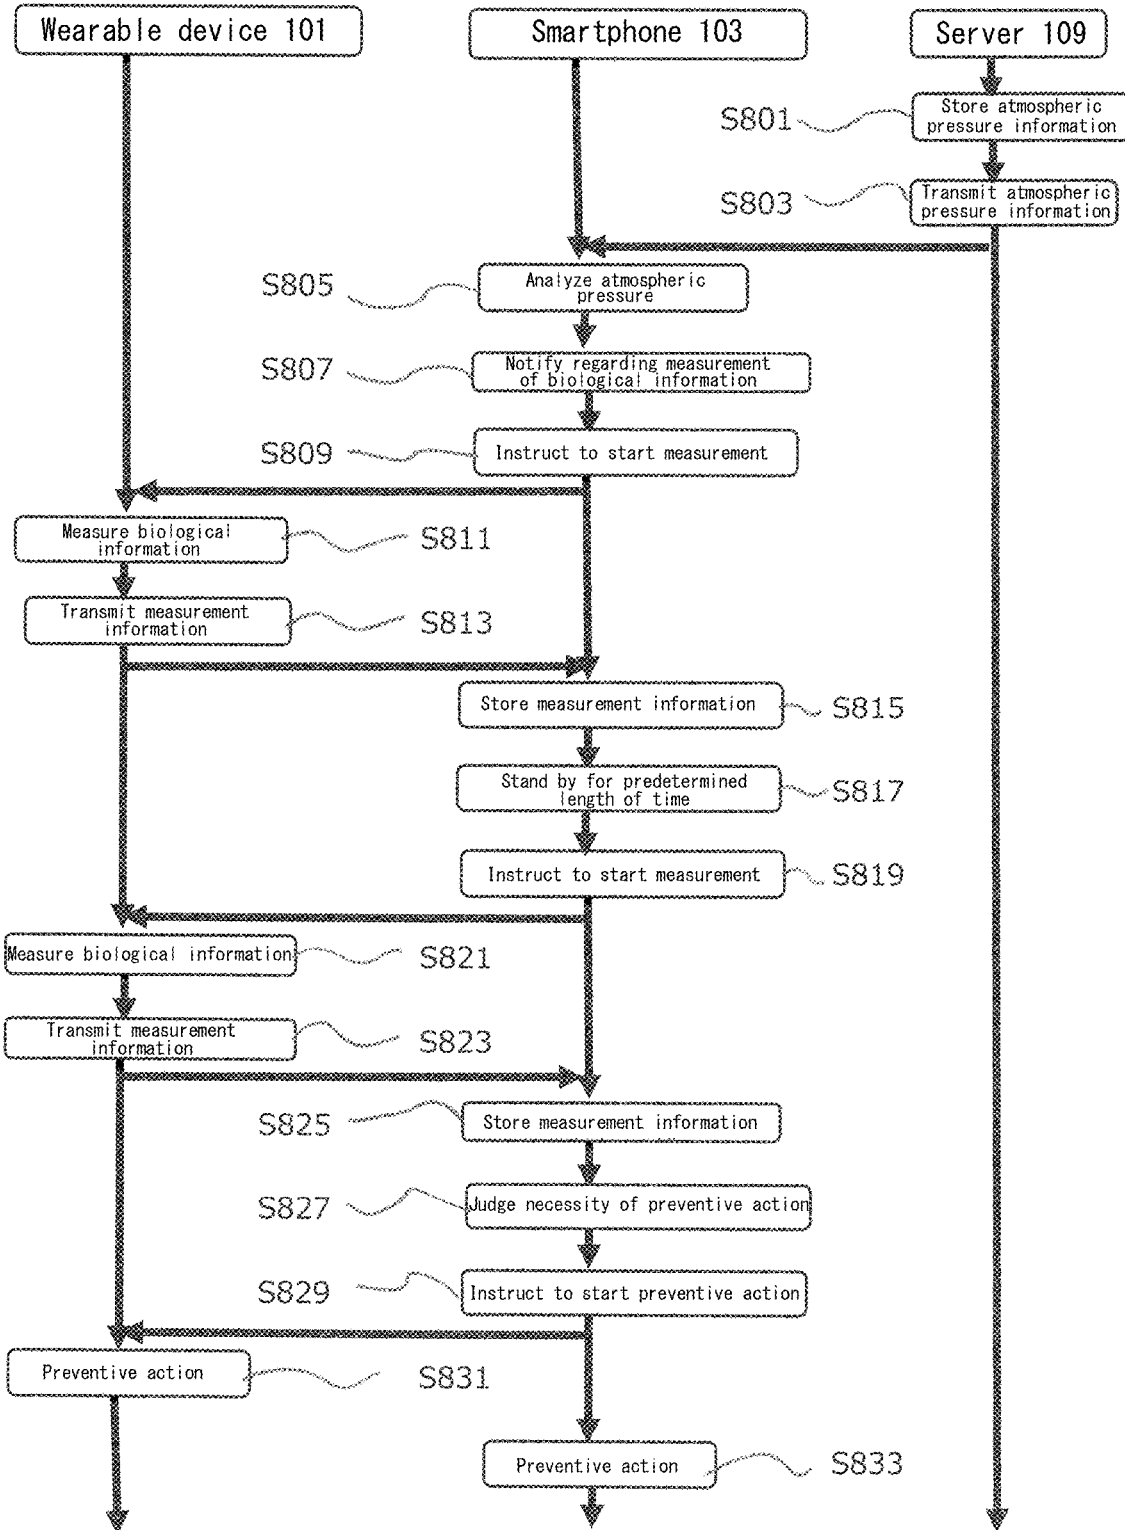 Wearable device 101
Smartphone 103
Server 109
S801
Store atmospheric
pressure information
S803
Transmit atmospheric
pressure information
S805
Analyze atmospheric
pressure
S807
Notify regarding measurement
of biological information
S809
Instruct to start measurement
Measure biological
information
S811
Transmit measurement
information
S813
Store measurement information
S815
Stand by for predetermined
length of time
S817
Instruct to start measurement
S819
Measure biological information
S821
Transmit measurement
information
S823
S825
Store measurement information
S827
Judge necessity of preventive action
S829
Instruct to start preventive action
Preventive action
S831
Preventive action
S833